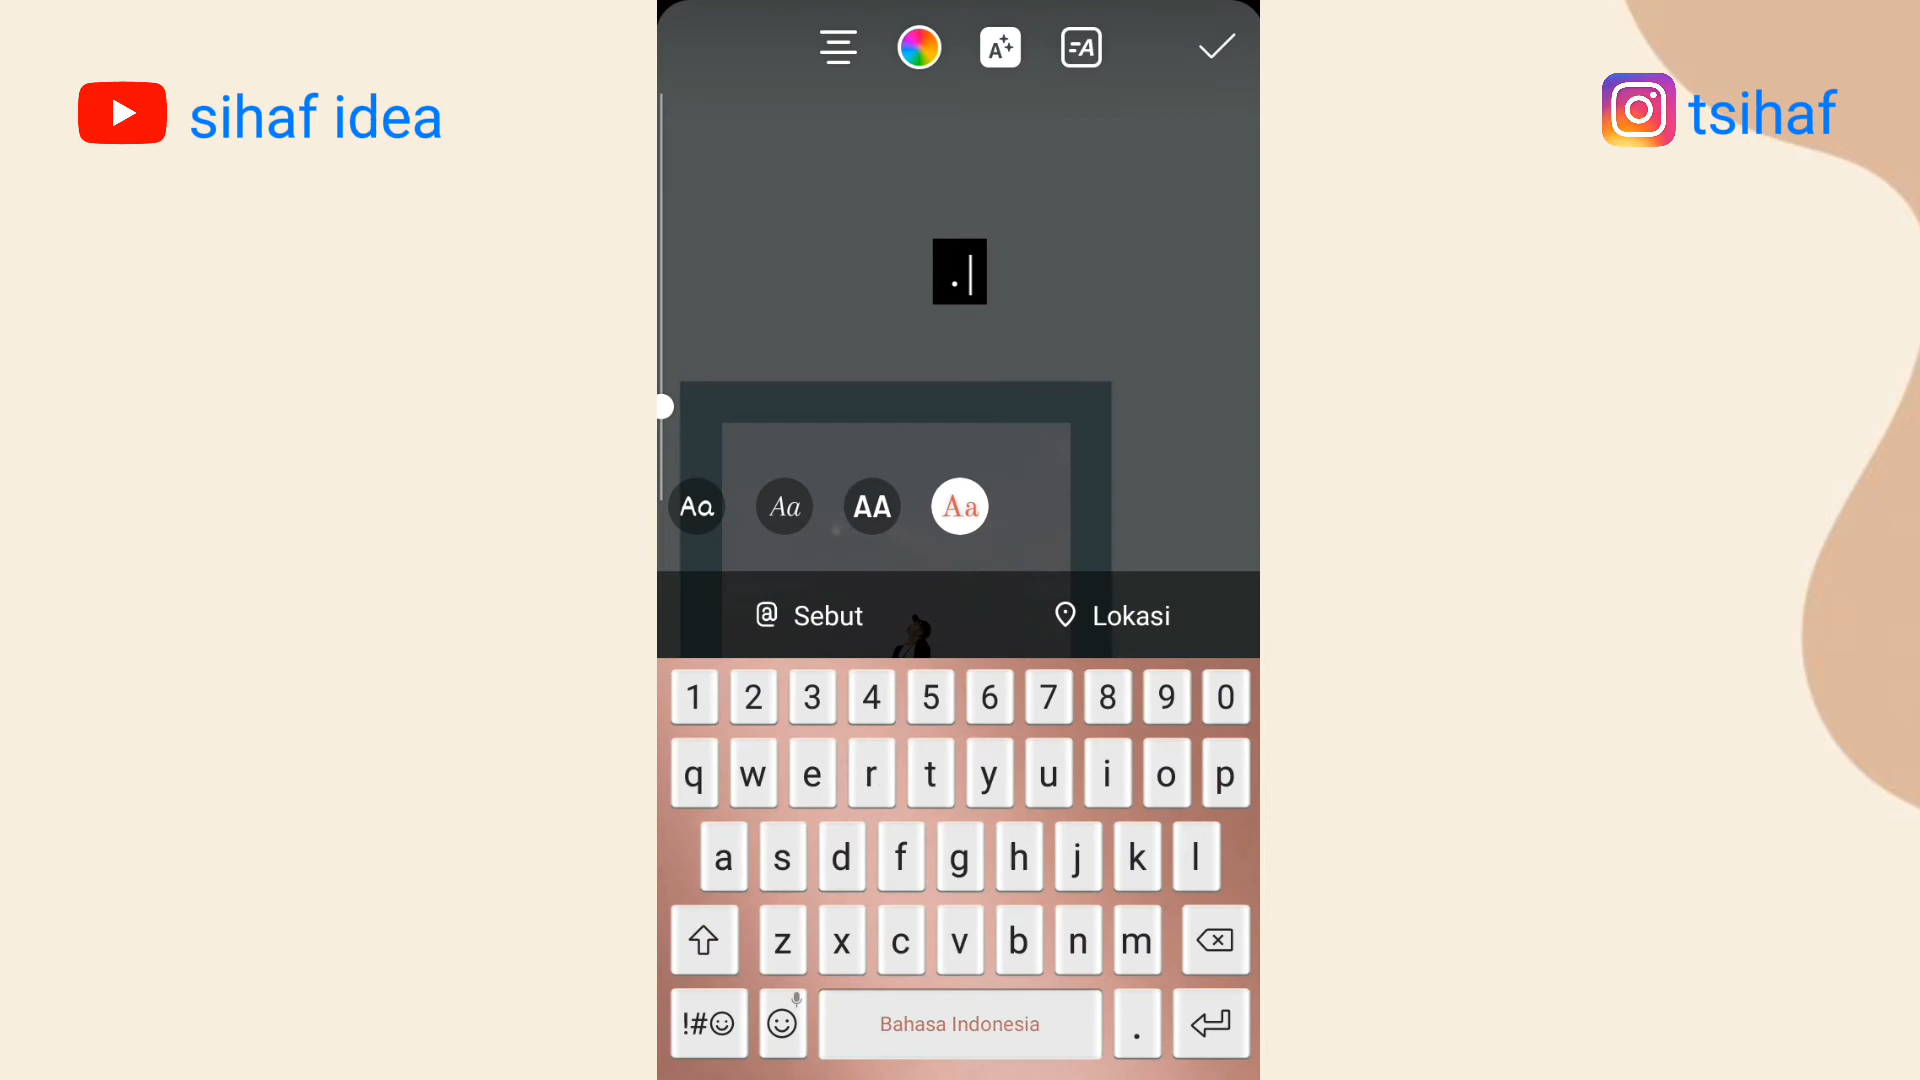 sihaf idea
tsihaf
A
=A
.
Aa Aa AA Aa
@ Sebut Lokasi
1 2 3 4 5 6 7 8 9 0
q w e r t y u i o p
a s d f g h j k l
z x c v b n m
!#☺ Bahasa Indonesia .